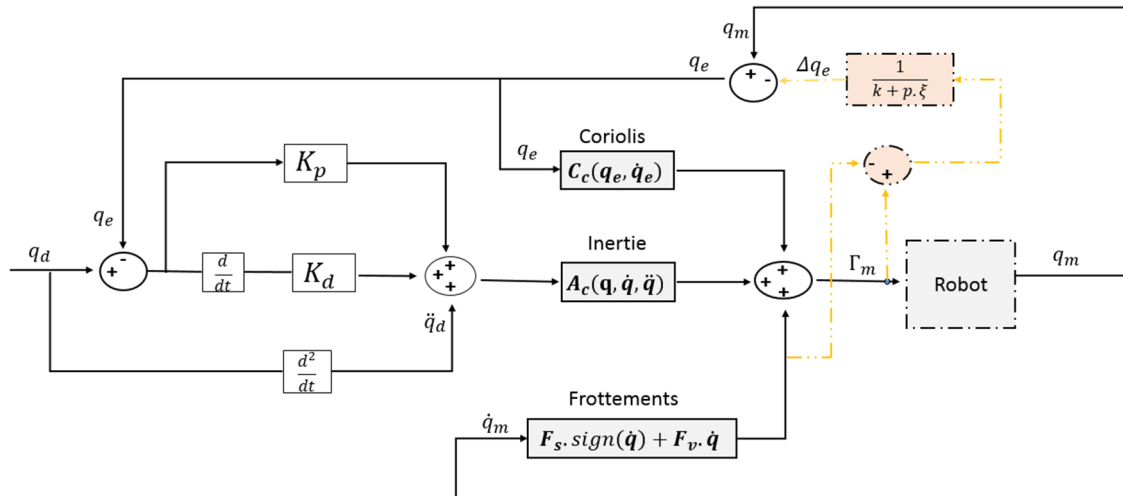 q_m
q_e
Δq_e
1
k + p.ξ
-
+ -
Coriolis
q_e
C_c(q_e, q̇_e)
K_p
- 
+
q_e
q_d
-
+
d
dt
K_d
+
+ +
+
Inertie
A_c(q, q̇, q̈)
+
+ +
+
Γ_m
Robot
q_m
q̈_d
d²
dt
Frottements
q̇_m
F_s.sign(q̇) + F_v.q̇